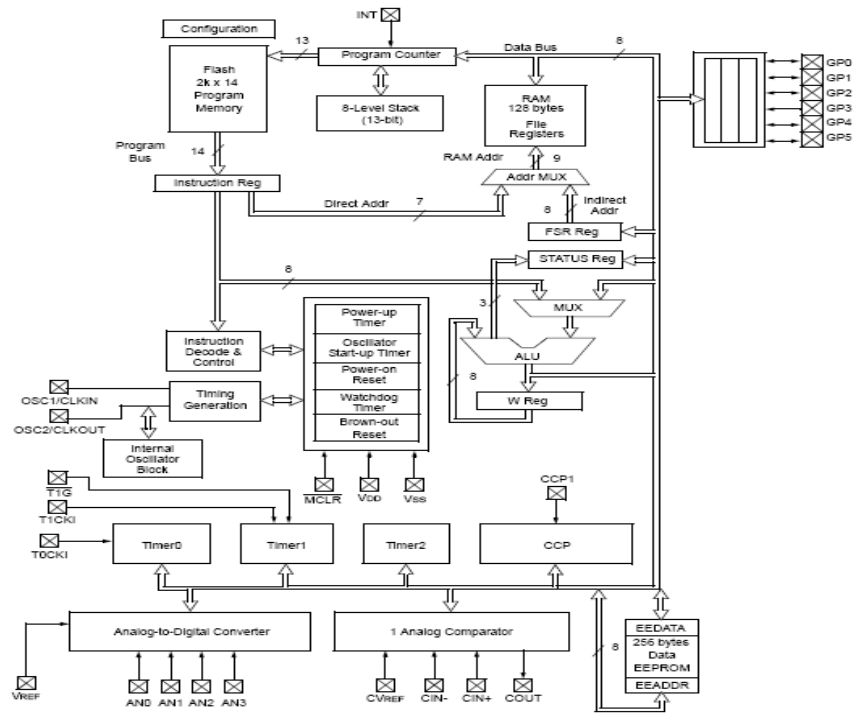 INT
Configuration
13
Program Counter
Data Bus
8
GP0
GP1
GP2
GP3
GP4
GP5
Flash
2k x 14
Program
Memory
8-Level Stack
(13-bit)
RAM
128 bytes
File
Registers
Program
Bus
14
RAM Addr
9
Addr MUX
Instruction Reg
Direct Addr
7
Indirect
Addr
8
FSR Reg
STATUS Reg
8
3
MUX
Power-up
Timer
Instruction
Decode &
Control
Oscillator
Start-up Timer
ALU
Power-on
Reset
8
OSC1/CLKIN
Timing
Generation
Watchdog
Timer
W Reg
OSC2/CLKOUT
Brown-out
Reset
Internal
Oscillator
Block
T1G
MCLR
VDD
VSS
CCP1
T1CKI
T0CKI
Timer0
Timer1
Timer2
CCP
Analog-to-Digital Converter
1 Analog Comparator
8
EEDATA
256 bytes
Data
EEPROM
EEADDR
VREF
AN0
AN1
AN2
AN3
CVREF
CIN-
CIN+
COUT